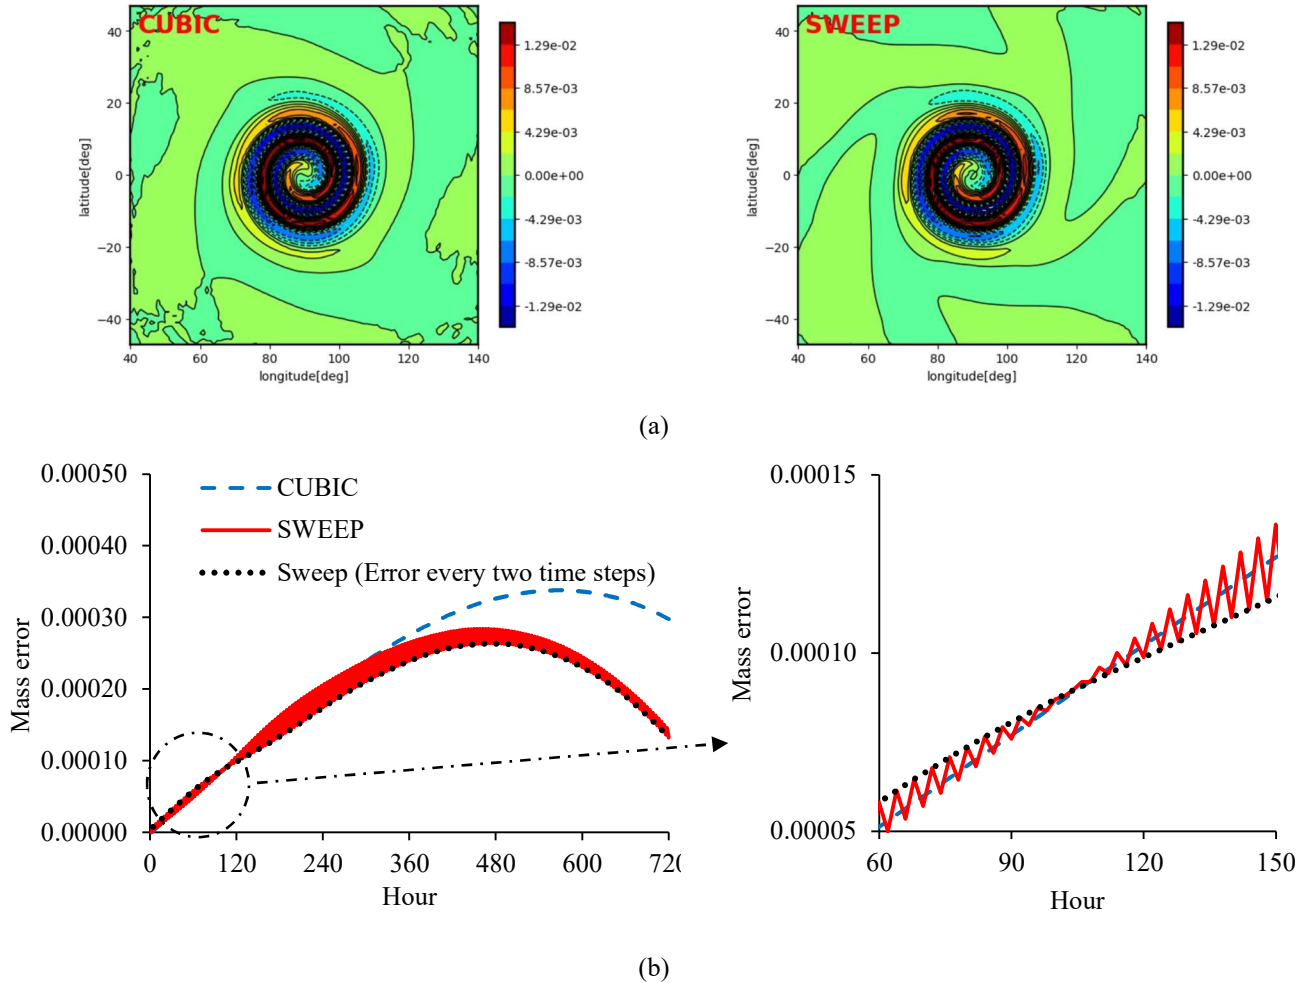 CUBIC
40
20
0
−20
−40
latitude[deg]
40 60 80 100 120 140
longitude[deg]
1.29e-02
8.57e-03
4.29e-03
0.00e+00
-4.29e-03
-8.57e-03
-1.29e-02
SWEEP
40
20
0
−20
−40
latitude[deg]
40 60 80 100 120 140
longitude[deg]
1.29e-02
8.57e-03
4.29e-03
0.00e+00
-4.29e-03
-8.57e-03
-1.29e-02
(a)
0.00050
0.00040
0.00030
0.00020
0.00010
0.00000
Mass error
CUBIC
SWEEP
Sweep (Error every two time steps)
0 120 240 360 480 600 720
Hour
0.00015
0.00010
0.00005
Mass error
60 90 120 150
Hour
(b)